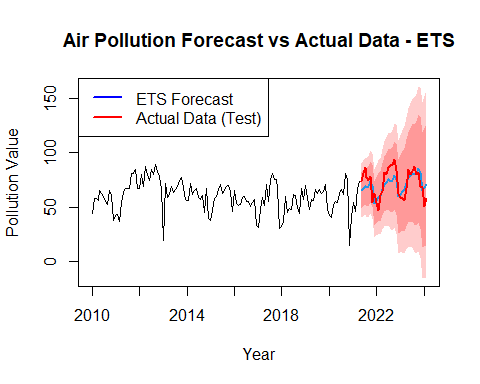 Air Pollution Forecast vs Actual Data - ETS
ETS Forecast
Actual Data (Test)
Pollution Value
150
100
50
0
2010
2014
2018
2022
Year